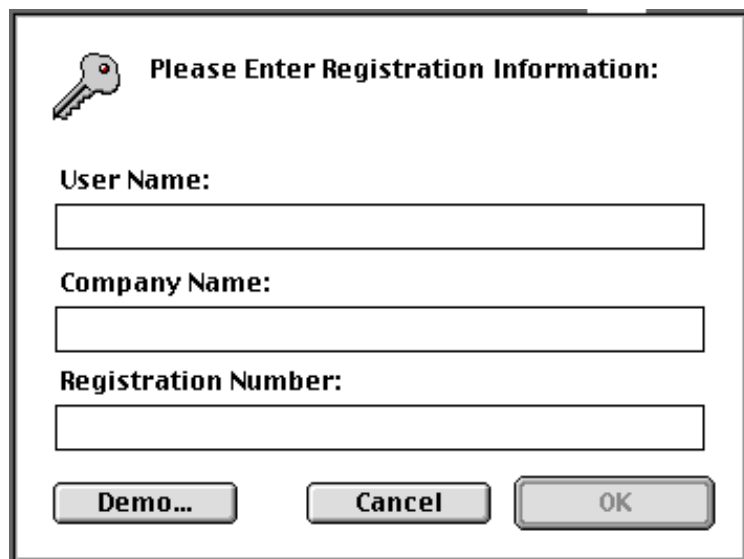 Please Enter Registration Information:
User Name:
Company Name:
Registration Number:
Demo... Cancel OK